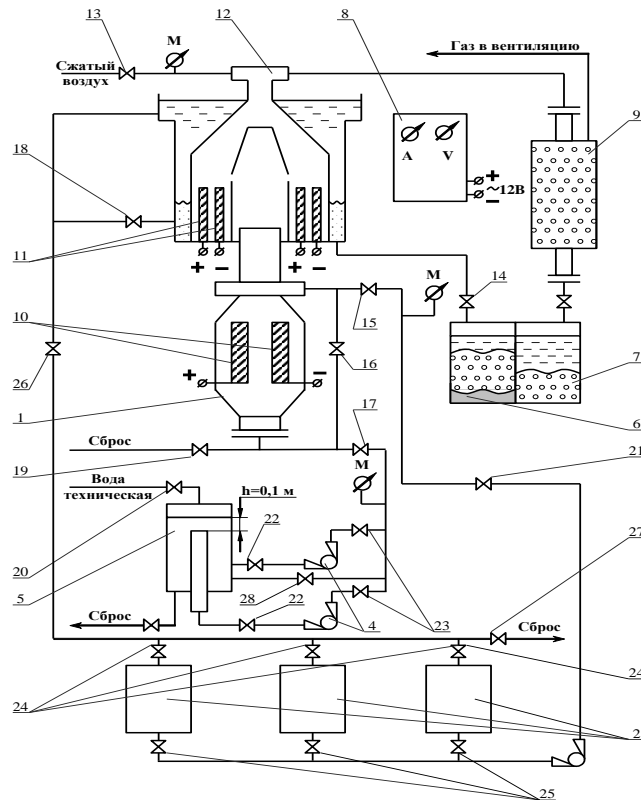 13
М
12
8
Газ в вентиляцию
Сжатый
воздух
9
А
V
+
~12В
−
18
11
+
−
+
−
М
14
10
15
16
7
26
+
−
1
6
17
Сброс
21
19
М
Вода
техническая
h=0,1 м
22
27
20
5
28
22
4
23
Сброс
Сброс
24
24
2
25